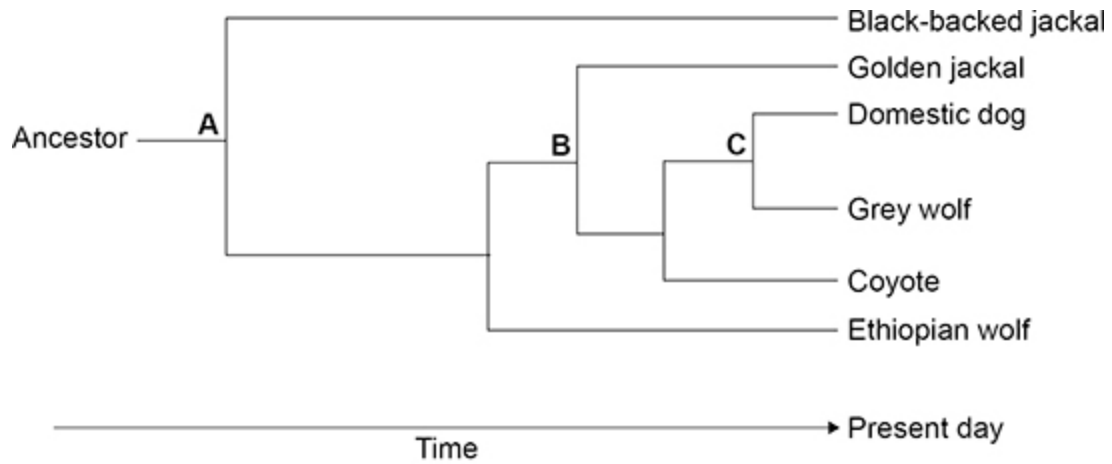 Black-backed jackal
Golden jackal
Domestic dog
A
Ancestor
B
C
Grey wolf
Coyote
Ethiopian wolf
Present day
Time